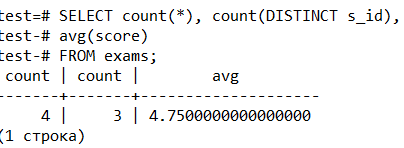 test=# SELECT count(*), count(DISTINCT s_id),
test-# avg(score)
test-# FROM exams;
count | count | avg
-------+-------+--------------------
4 | 3 | 4.7500000000000000
(1 строка)